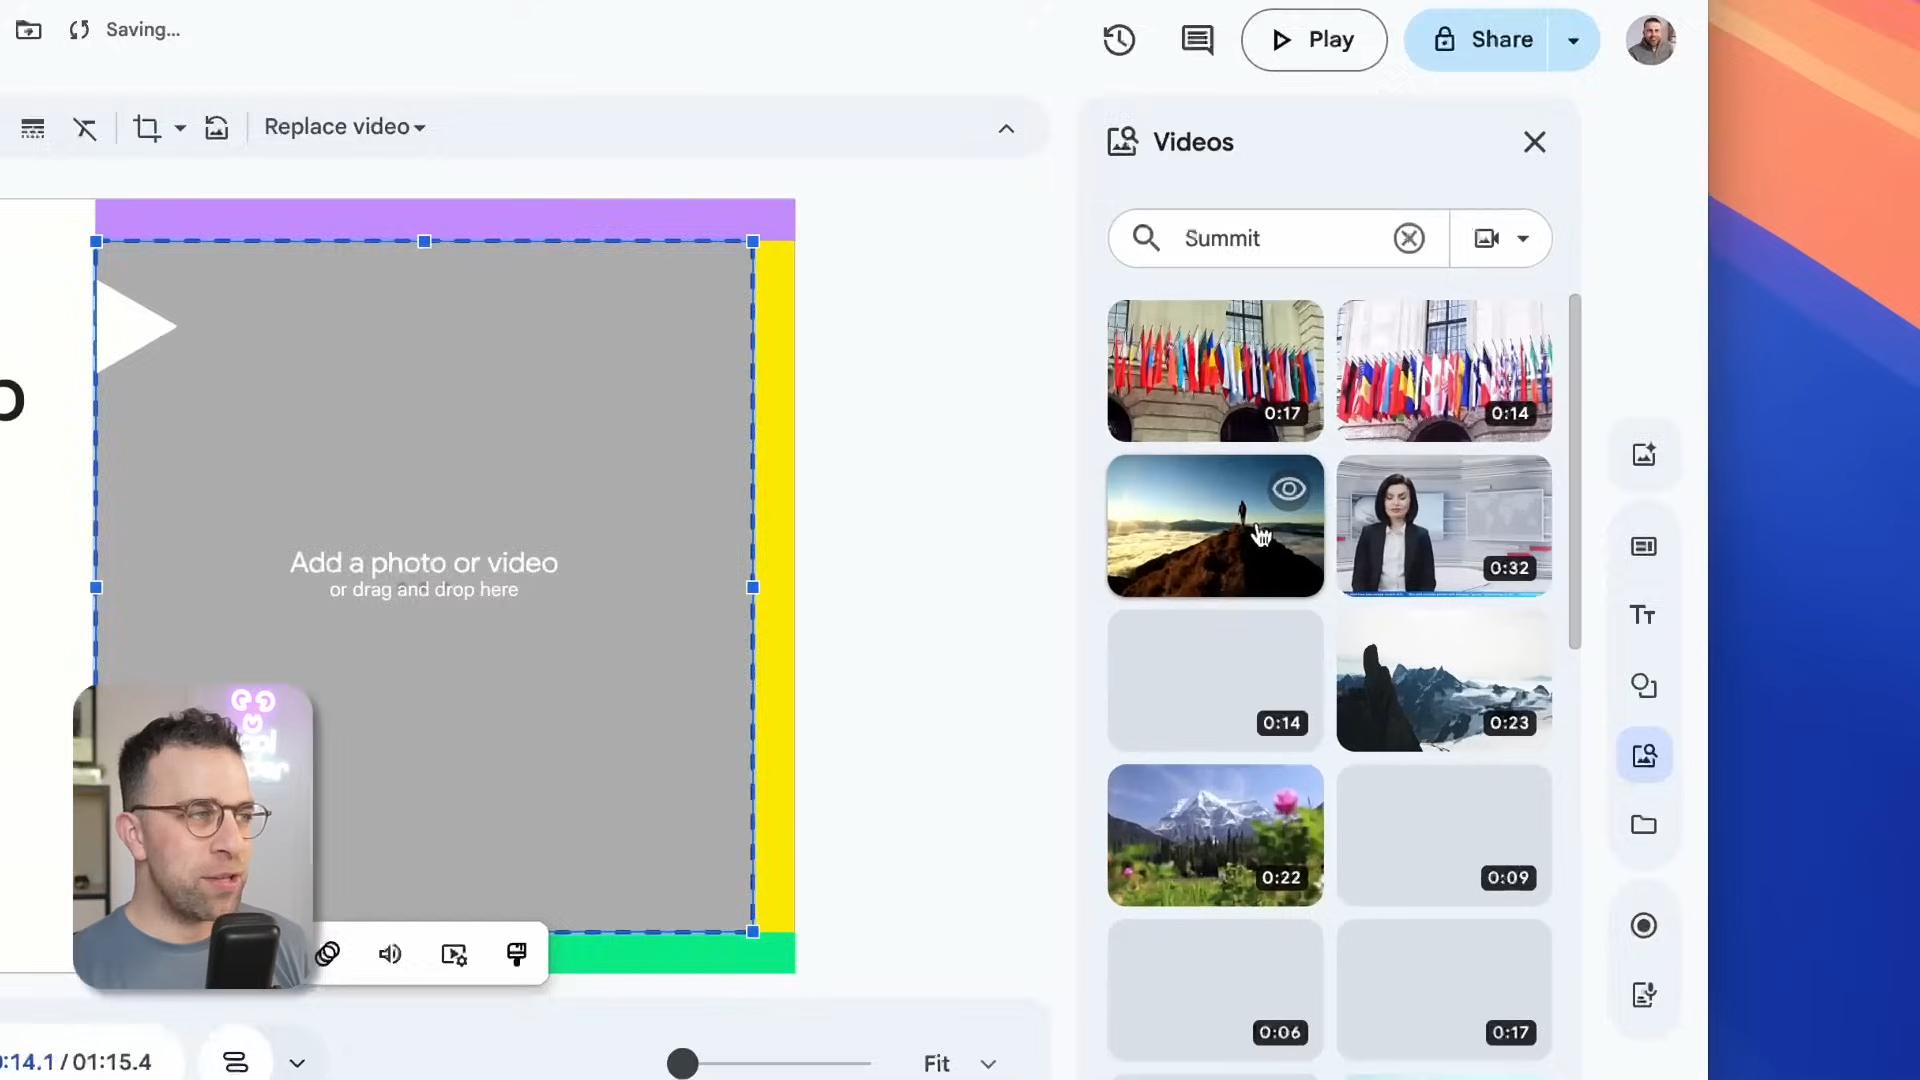 Saving...
Play
Share
Replace video
Videos
Summit
0:17
0:14
Add a photo or video
or drag and drop here
0:32
0:14
0:23
0:22
0:09
0:06
0:17
:14.1 / 01:15.4
Fit